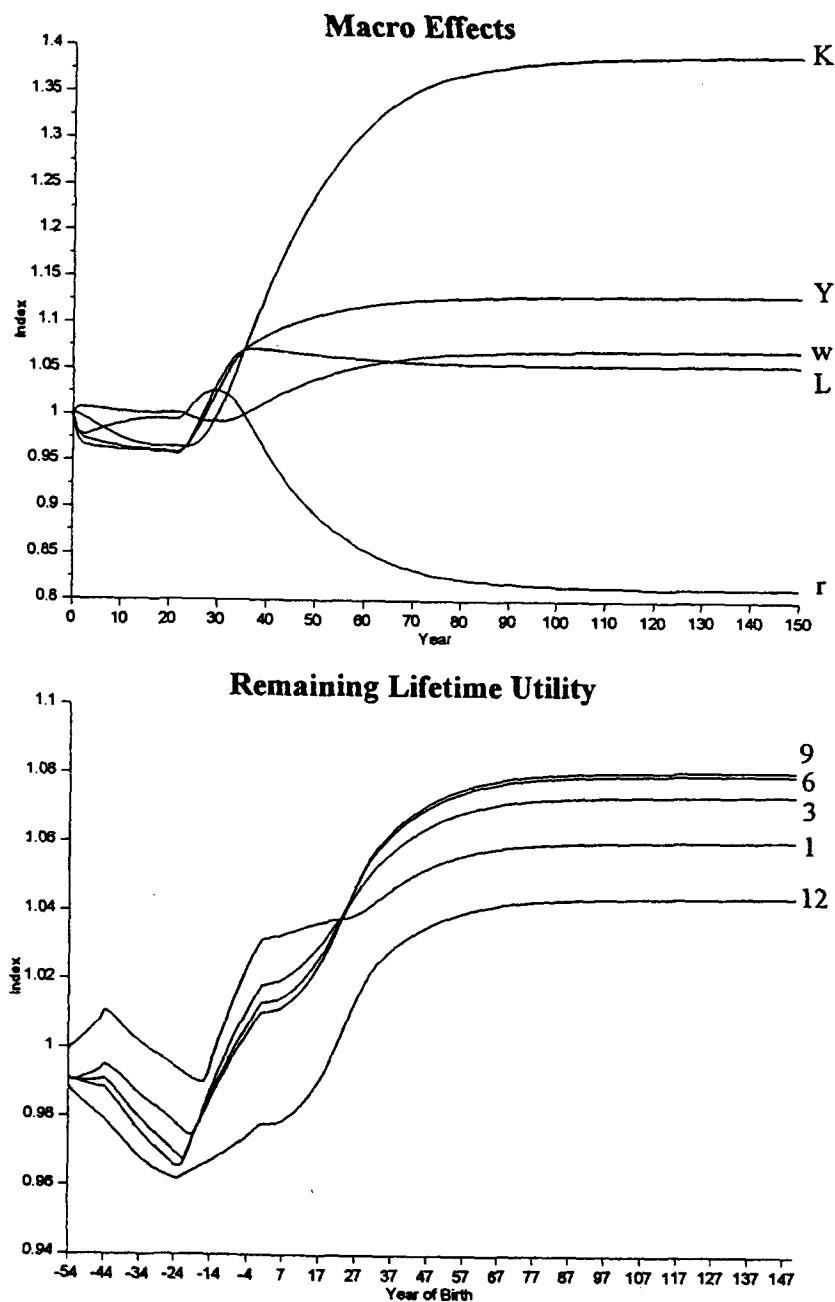 Macro Effects
1.4
1.35
1.3
1.25
1.2
1.15
1.1
1.05
1
0.95
0.9
0.85
0.8
Index
K
Y
w
L
r
0 10 20 30 40 50 60 70 80 90 100 110 120 130 140 150
Year
Remaining Lifetime Utility
1.1
1.08
1.06
1.04
1.02
1
0.98
0.96
0.94
Index
9
6
3
1
12
-54 -44 -34 -24 -14 -4 7 17 27 37 47 57 67 77 87 97 107 117 127 137 147
Year of Birth